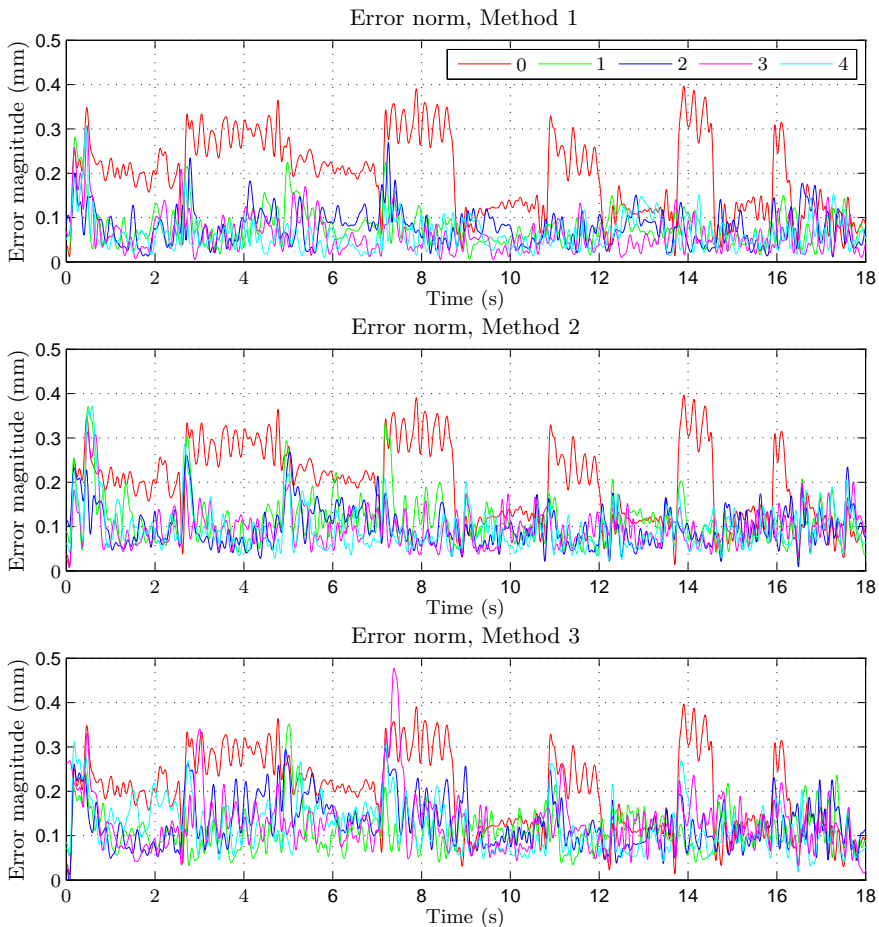 Error norm, Method 1
Error magnitude (mm)
0.5
0.4
0.3
0.2
0.1
0
0 1 2 3 4
0 2 4 6 8 10 12 14 16 18
Time (s)
Error norm, Method 2
Error magnitude (mm)
0.5
0.4
0.3
0.2
0.1
0
0 2 4 6 8 10 12 14 16 18
Time (s)
Error norm, Method 3
Error magnitude (mm)
0.5
0.4
0.3
0.2
0.1
0
0 2 4 6 8 10 12 14 16 18
Time (s)